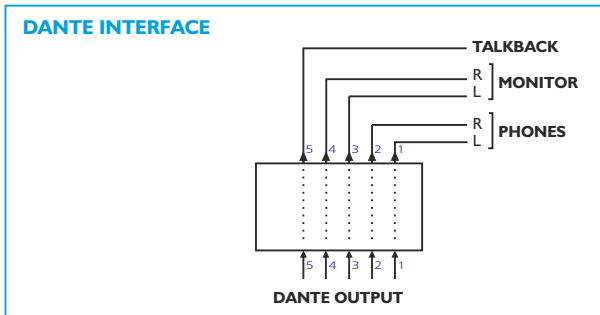 DANTE INTERFACE
TALKBACK
R
MONITOR
L
R
PHONES
L
5 4 3 2 1
5 4 3 2 1
DANTE OUTPUT